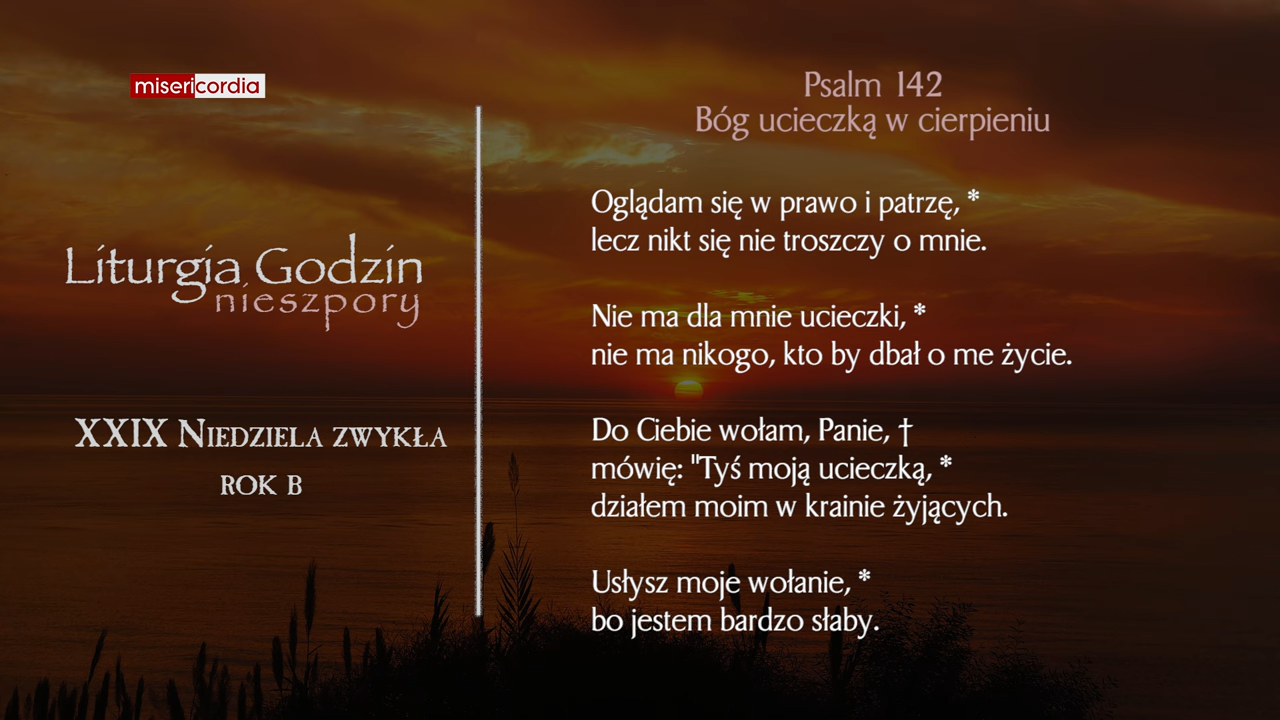 misericordia
Liturgia Godzin
nieszpory
XXIX Niedziela zwykła
rok B
Psalm 142
Bóg ucieczką w cierpieniu
Oglądam się w prawo i patrzę, *
lecz nikt się nie troszczy o mnie.
Nie ma dla mnie ucieczki, *
nie ma nikogo, kto by dbał o me życie.
Do Ciebie wołam, Panie, †
mówię: "Tyś moją ucieczką, *
działem moim w krainie żyjących.
Usłysz moje wołanie, *
bo jestem bardzo słaby.